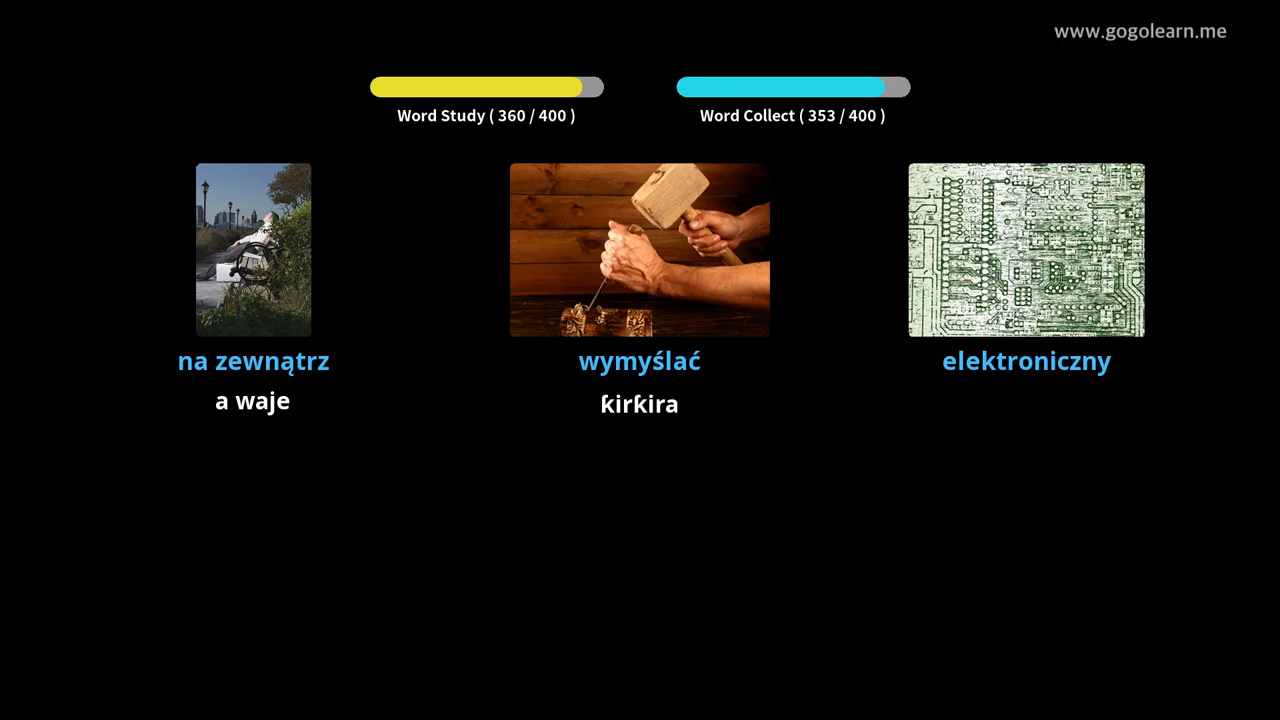 www.gogolearn.me
Word Study ( 360 / 400 )
Word Collect ( 353 / 400 )
na zewnątrz
wymyślać
elektroniczny
a waje
ƙirƙira